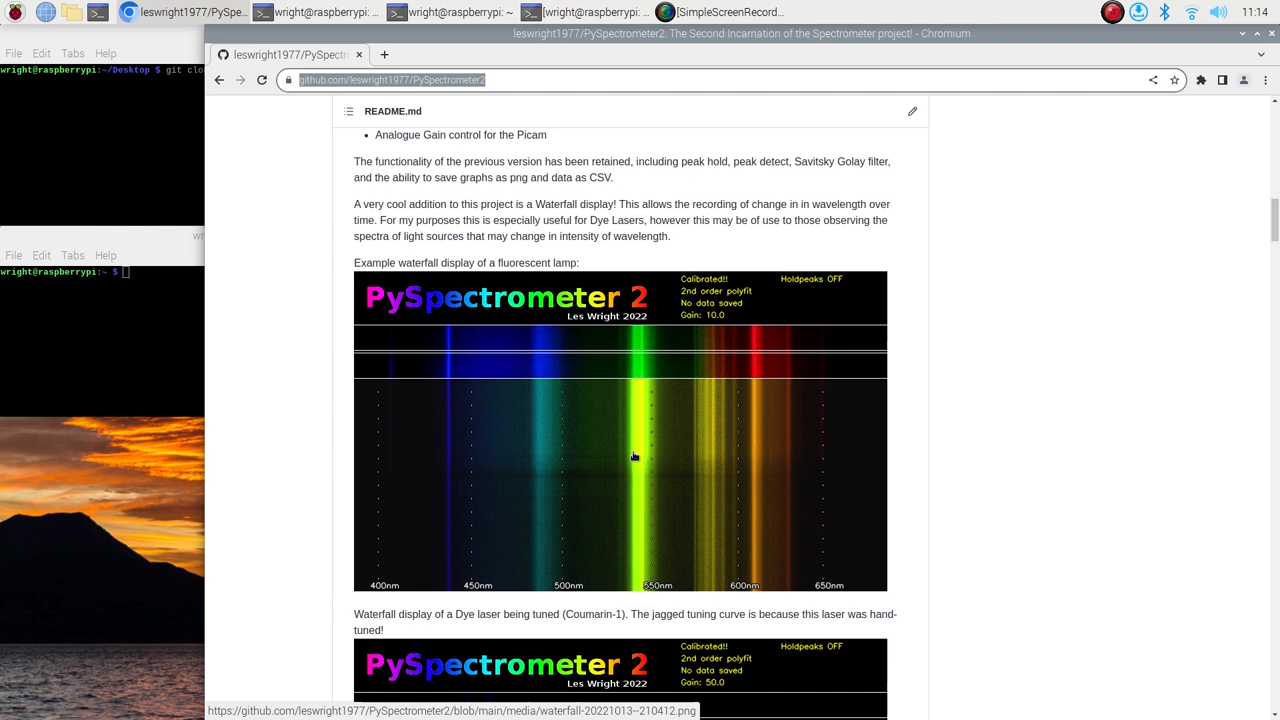 wright@raspberrypi: ...
wright@raspberrypi: ~
[wright@raspberrypi: ...
[SimpleScreenRecord...
11:14
leswright1977/PySpectrometer2: The Second Incarnation of the Spectrometer project! - Chromium
File Edit Tabs Help
leswright1977/PySpectrom
wright@raspberrypi:~/Desktop $ git clo
github.com/leswright1977/PySpectrometer2
README.md
Analogue Gain control for the Picam
The functionality of the previous version has been retained, including peak hold, peak detect, Savitsky Golay filter,
and the ability to save graphs as png and data as CSV.
A very cool addition to this project is a Waterfall display! This allows the recording of change in in wavelength over
time. For my purposes this is especially useful for Dye Lasers, however this may be of use to those observing the
spectra of light sources that may change in intensity of wavelength.
File Edit Tabs Help
wright@raspberrypi:~ $
Example waterfall display of a fluorescent lamp:
PySpectrometer 2
Les Wright 2022
Calibrated!! Holdpeaks OFF
2nd order polyfit
No data saved
Gain: 10.0
400nm 450nm 500nm 550nm 600nm 650nm
Waterfall display of a Dye laser being tuned (Coumarin-1). The jagged tuning curve is because this laser was hand-
tuned!
PySpectrometer 2
Les Wright 2022
Calibrated!! Holdpeaks OFF
2nd order polyfit
No data saved
Gain: 50.0
https://github.com/leswright1977/PySpectrometer2/blob/main/media/waterfall-20221013--210412.png